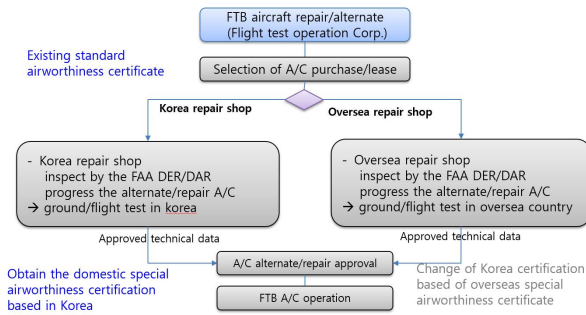 FTB aircraft repair/alternate
(Flight test operation Corp.)
Existing standard
airworthiness certificate
Selection of A/C purchase/lease
Korea repair shop
Oversea repair shop
- Korea repair shop
inspect by the FAA DER/DAR
progress the alternate/repair A/C
→ ground/flight test in korea
- Oversea repair shop
inspect by the FAA DER/DAR
progress the alternate/repair A/C
→ ground/flight test in oversea country
Approved technical data
Approved technical data
Obtain the domestic special
airworthiness certification
based in Korea
A/C alternate/repair approval
Change of Korea certification
based of overseas special
airworthiness certificate
FTB A/C operation